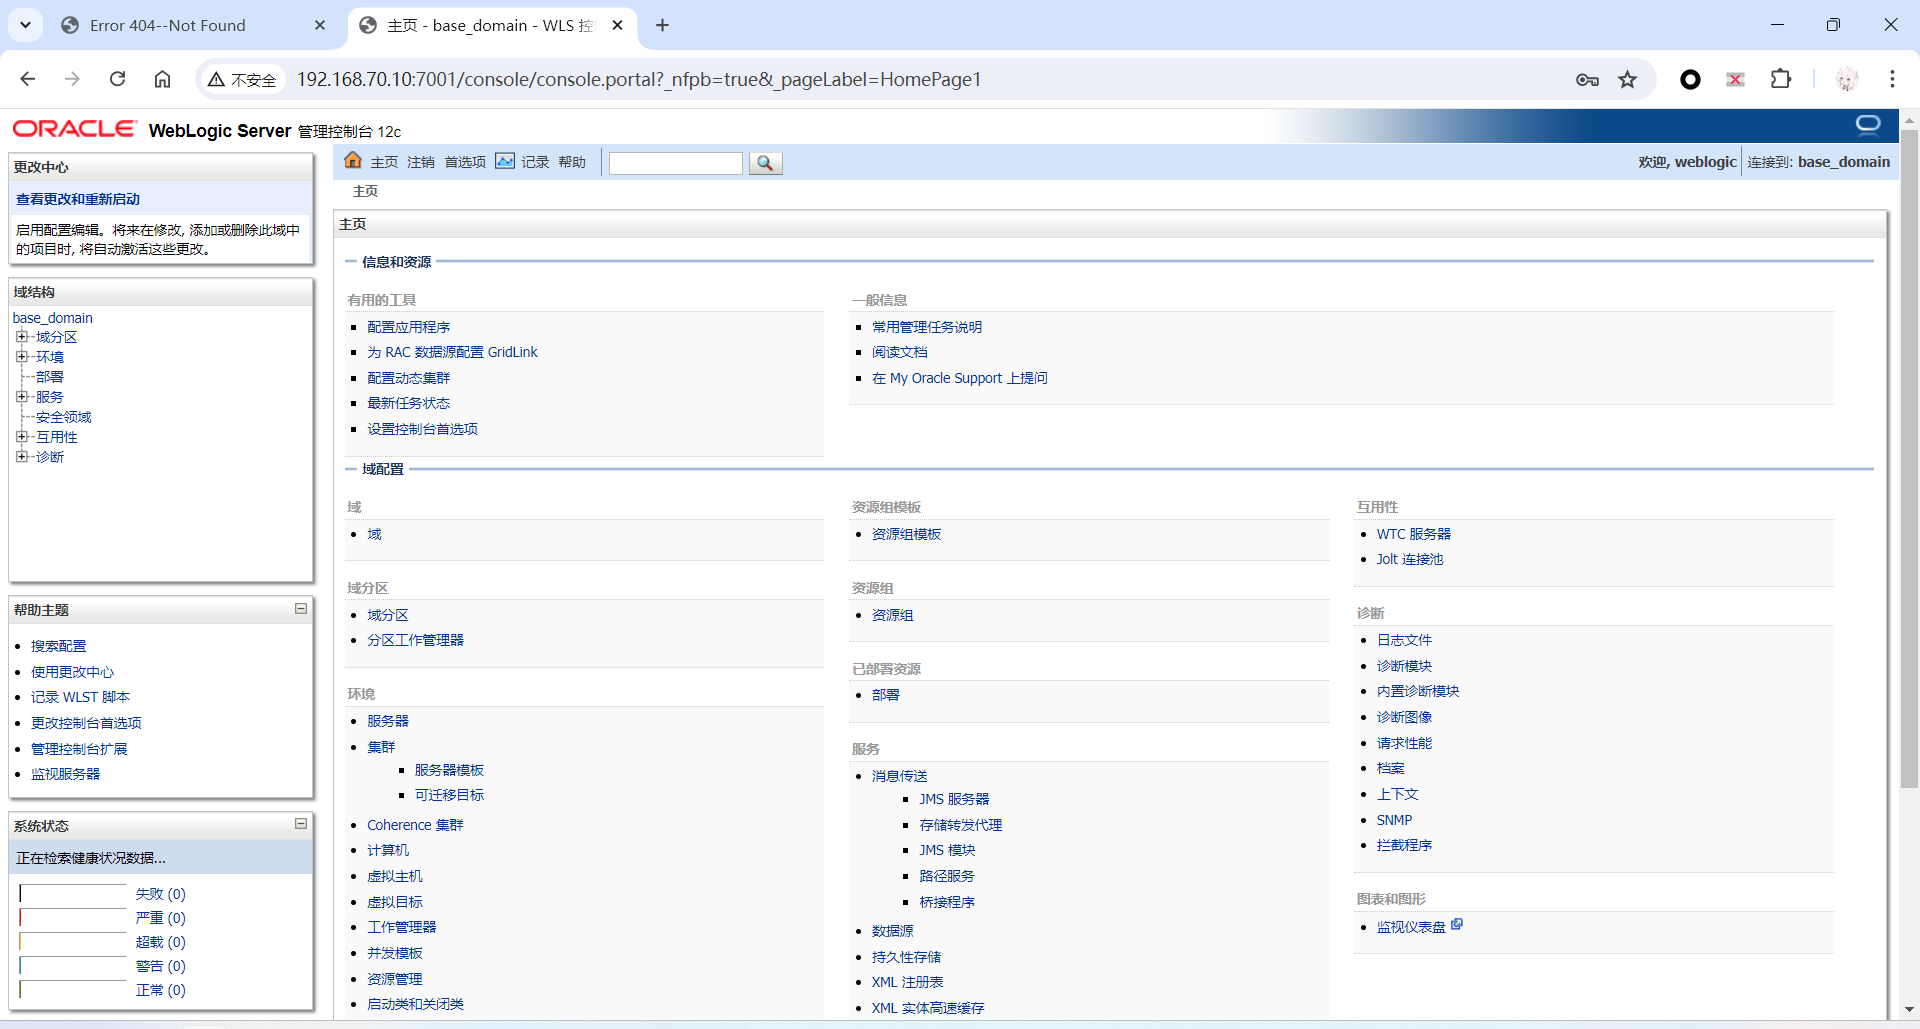 Error 404--Not Found
主页 - base_domain - WLS 控
不安全
192.168.70.10:7001/console/console.portal?_nfpb=true&_pageLabel=HomePage1
ORACLE WebLogic Server 管理控制台 12c
更改中心
查看更改和重新启动
启用配置编辑。将来在修改, 添加或删除此域中
的项目时, 将自动激活这些更改。
域结构
base_domain
域分区
环境
部署
服务
安全领域
互用性
诊断
帮助主题
搜索配置
使用更改中心
记录 WLST 脚本
更改控制台首选项
管理控制台扩展
监视服务器
系统状态
正在检索健康状况数据...
失败 (0)
严重 (0)
超载 (0)
警告 (0)
正常 (0)
主页 注销 首选项 记录 帮助
欢迎, weblogic 连接到: base_domain
主页
主页
信息和资源
有用的工具
配置应用程序
为 RAC 数据源配置 GridLink
配置动态集群
最新任务状态
设置控制台首选项
一般信息
常用管理任务说明
阅读文档
在 My Oracle Support 上提问
域配置
域
域
域分区
域分区
分区工作管理器
环境
服务器
集群
服务器模板
可迁移目标
Coherence 集群
计算机
虚拟主机
虚拟目标
工作管理器
并发模板
资源管理
启动类和关闭类
资源组模板
资源组模板
资源组
资源组
已部署资源
部署
服务
消息传送
JMS 服务器
存储转发代理
JMS 模块
路径服务
桥接程序
数据源
持久性存储
XML 注册表
XML 实体高速缓存
互用性
WTC 服务器
Jolt 连接池
诊断
日志文件
诊断模块
内置诊断模块
诊断图像
请求性能
档案
上下文
SNMP
拦截程序
图表和图形
监视仪表盘